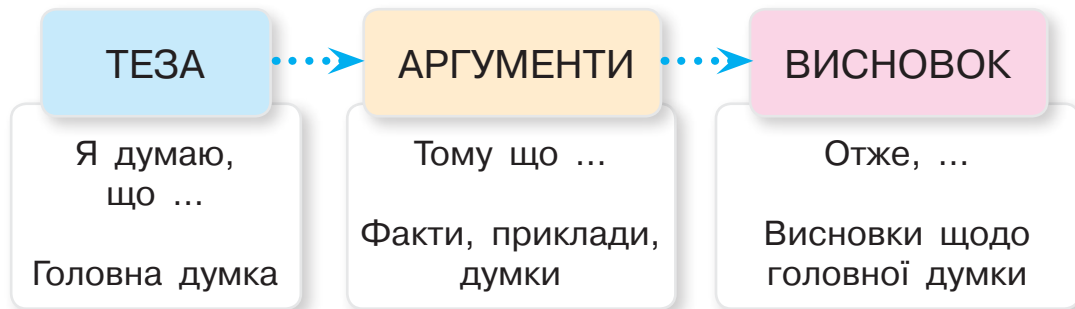 ТЕЗА
Я думаю,
що ...
Головна думка
АРГУМЕНТИ
Тому що ...
Факти, приклади,
думки
ВИСНОВОК
Отже, ...
Висновки щодо
головної думки